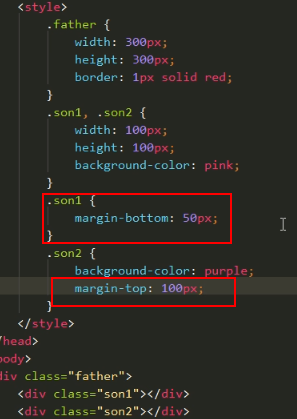 <style>
.father {
width: 300px;
height: 300px;
border: 1px solid red;
}
.son1, .son2 {
width: 100px;
height: 100px;
background-color: pink;
}
.son1 {
margin-bottom: 50px;
}
.son2 {
background-color: purple;
margin-top: 100px;
}
</style>
/head>
body>
div class="father">
<div class="son1"></div>
<div class="son2"></div>